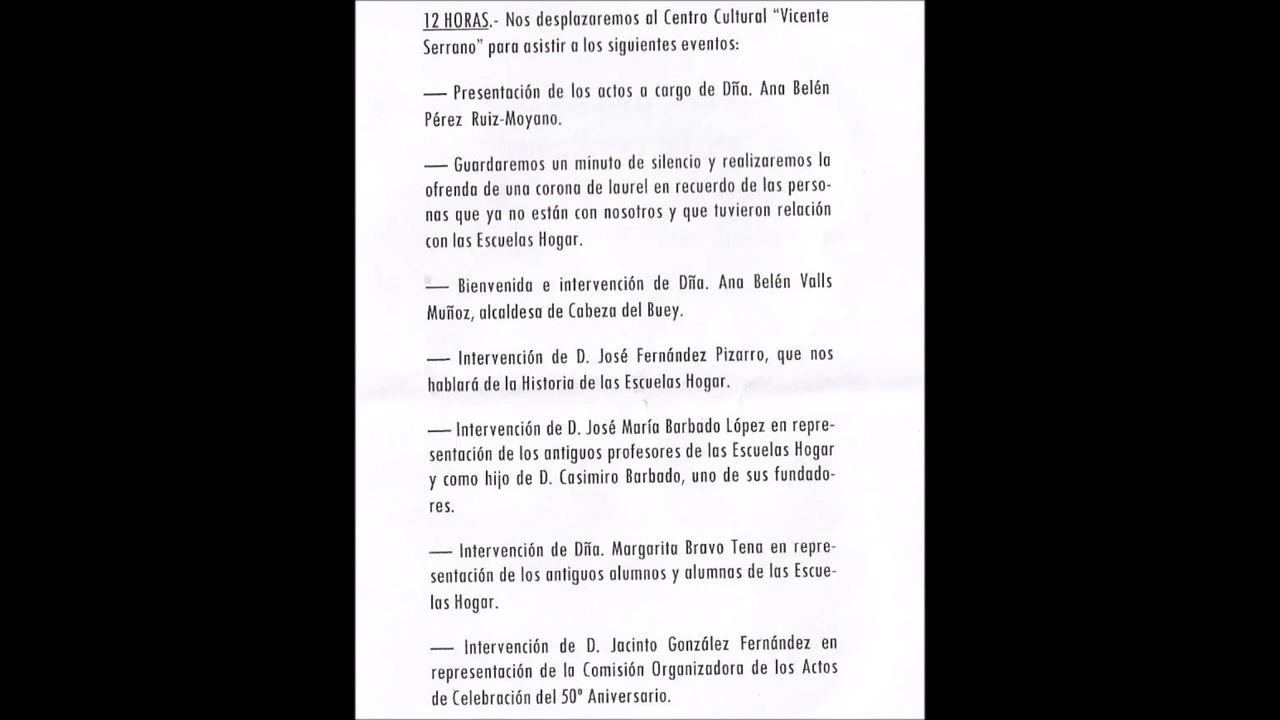 12 HORAS.- Nos desplazaremos al Centro Cultural “Vicente
Serrano” para asistir a los siguientes eventos:
— Presentación de los actos a cargo de Dña. Ana Belén
Pérez Ruiz-Moyano.
— Guardaremos un minuto de silencio y realizaremos la
ofrenda de una corona de laurel en recuerdo de las perso-
nas que ya no están con nosotros y que tuvieron relación
con las Escuelas Hogar.
— Bienvenida e intervención de Dña. Ana Belén Valls
Muñoz, alcaldesa de Cabeza del Buey.
— Intervención de D. José Fernández Pizarro, que nos
hablará de la Historia de las Escuelas Hogar.
— Intervención de D. José María Barbado López en repre-
sentación de los antiguos profesores de las Escuelas Hogar
y como hijo de D. Casimiro Barbado, uno de sus fundado-
res.
— Intervención de Dña. Margarita Bravo Tena en repre-
sentación de los antiguos alumnos y alumnas de las Escue-
las Hogar.
— Intervención de D. Jacinto González Fernández en
representación de la Comisión Organizadora de los Actos
de Celebración del 50º Aniversario.